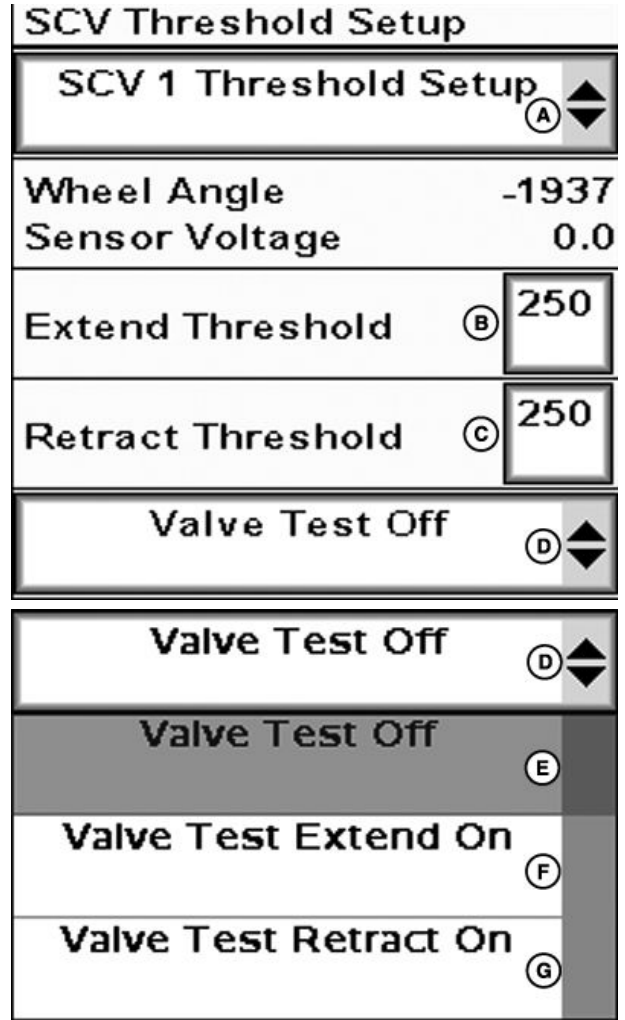 SCV Threshold Setup
SCV 1 Threshold Setup
A
Wheel Angle -1937
Sensor Voltage 0.0
Extend Threshold B 250
Retract Threshold C 250
Valve Test Off
D
Valve Test Off
D
Valve Test Off
E
Valve Test Extend On
F
Valve Test Retract On
G